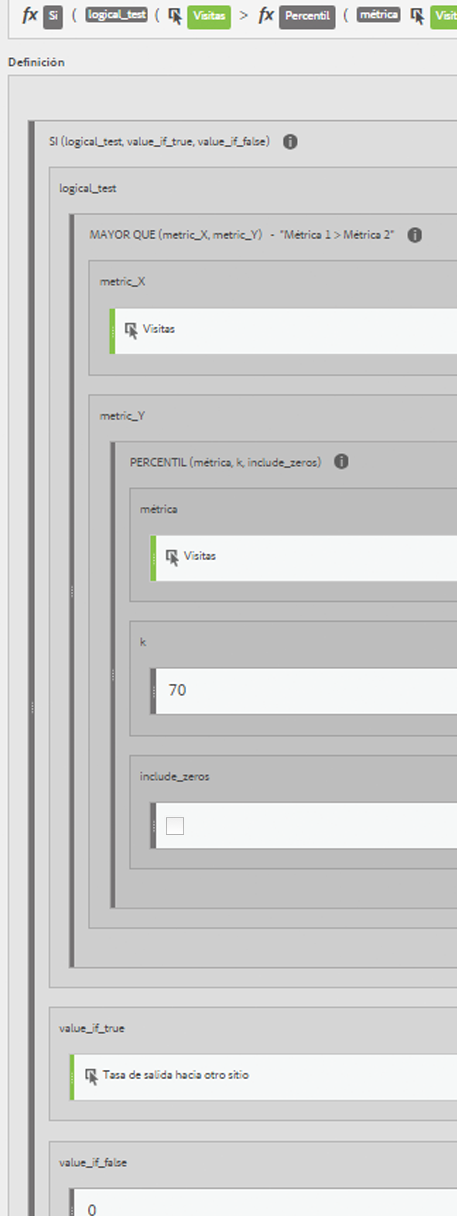 fx Si ( logical_test ( Visitas > fx Percentil ( métrica Visit
Definición
SI (logical_test, value_if_true, value_if_false)
logical_test
MAYOR QUE (metric_X, metric_Y) - "Métrica 1 > Métrica 2"
metric_X
Visitas
metric_Y
PERCENTIL (métrica, k, include_zeros)
métrica
Visitas
k
70
include_zeros
value_if_true
Tasa de salida hacia otro sitio
value_if_false
0